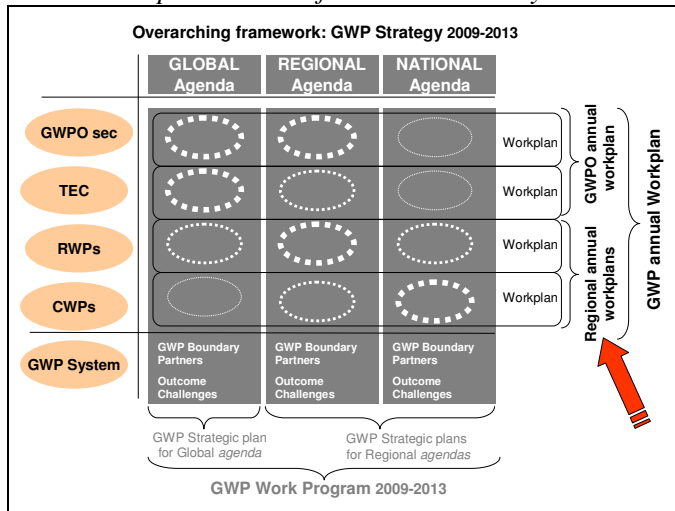 Overarching framework: GWP Strategy 2009-2013
GLOBAL
Agenda
REGIONAL
Agenda
NATIONAL
Agenda
GWPO sec
Workplan
TEC
Workplan
RWPs
Workplan
CWPs
Workplan
GWPO annual
workplan
Regional annual
workplans
GWP annual Workplan
GWP System
GWP Boundary
Partners
Outcome
Challenges
GWP Boundary
Partners
Outcome
Challenges
GWP Boundary
Partners
Outcome
Challenges
GWP Strategic plan
for Global agenda
GWP Strategic plans
for Regional agendas
GWP Work Program 2009-2013